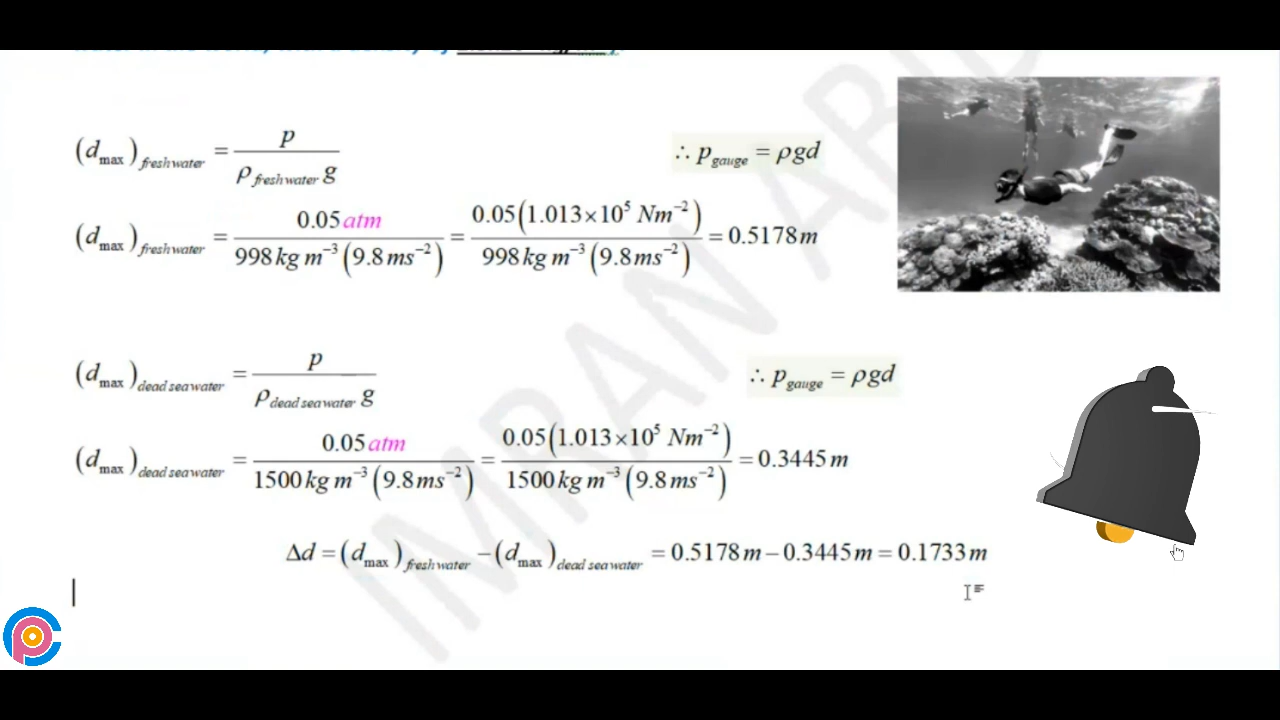 (d_max)_freshwater = p / (ρ_freshwater g)
∴ p_gauge = ρgd
(d_max)_freshwater = 0.05 atm / (998 kg m⁻³ (9.8 ms⁻²)) = 0.05(1.013×10⁵ Nm⁻²) / (998 kg m⁻³ (9.8 ms⁻²)) = 0.5178 m
(d_max)_dead sea water = p / (ρ_dead sea water g)
∴ p_gauge = ρgd
(d_max)_dead sea water = 0.05 atm / (1500 kg m⁻³ (9.8 ms⁻²)) = 0.05(1.013×10⁵ Nm⁻²) / (1500 kg m⁻³ (9.8 ms⁻²)) = 0.3445 m
Δd = (d_max)_freshwater − (d_max)_dead sea water = 0.5178 m − 0.3445 m = 0.1733 m
IMRAN